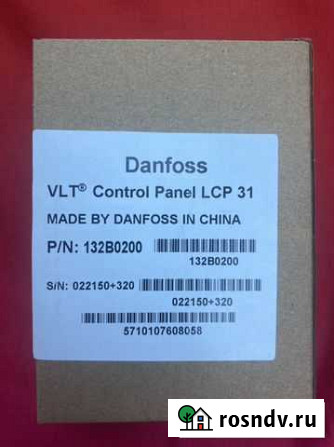 Danfoss
VLT® Control Panel LCP 31
MADE BY DANFOSS IN CHINA
P/N: 132B0200
132B0200
S/N: 022150+320
022150+320
5710107608058
rosndv.ru